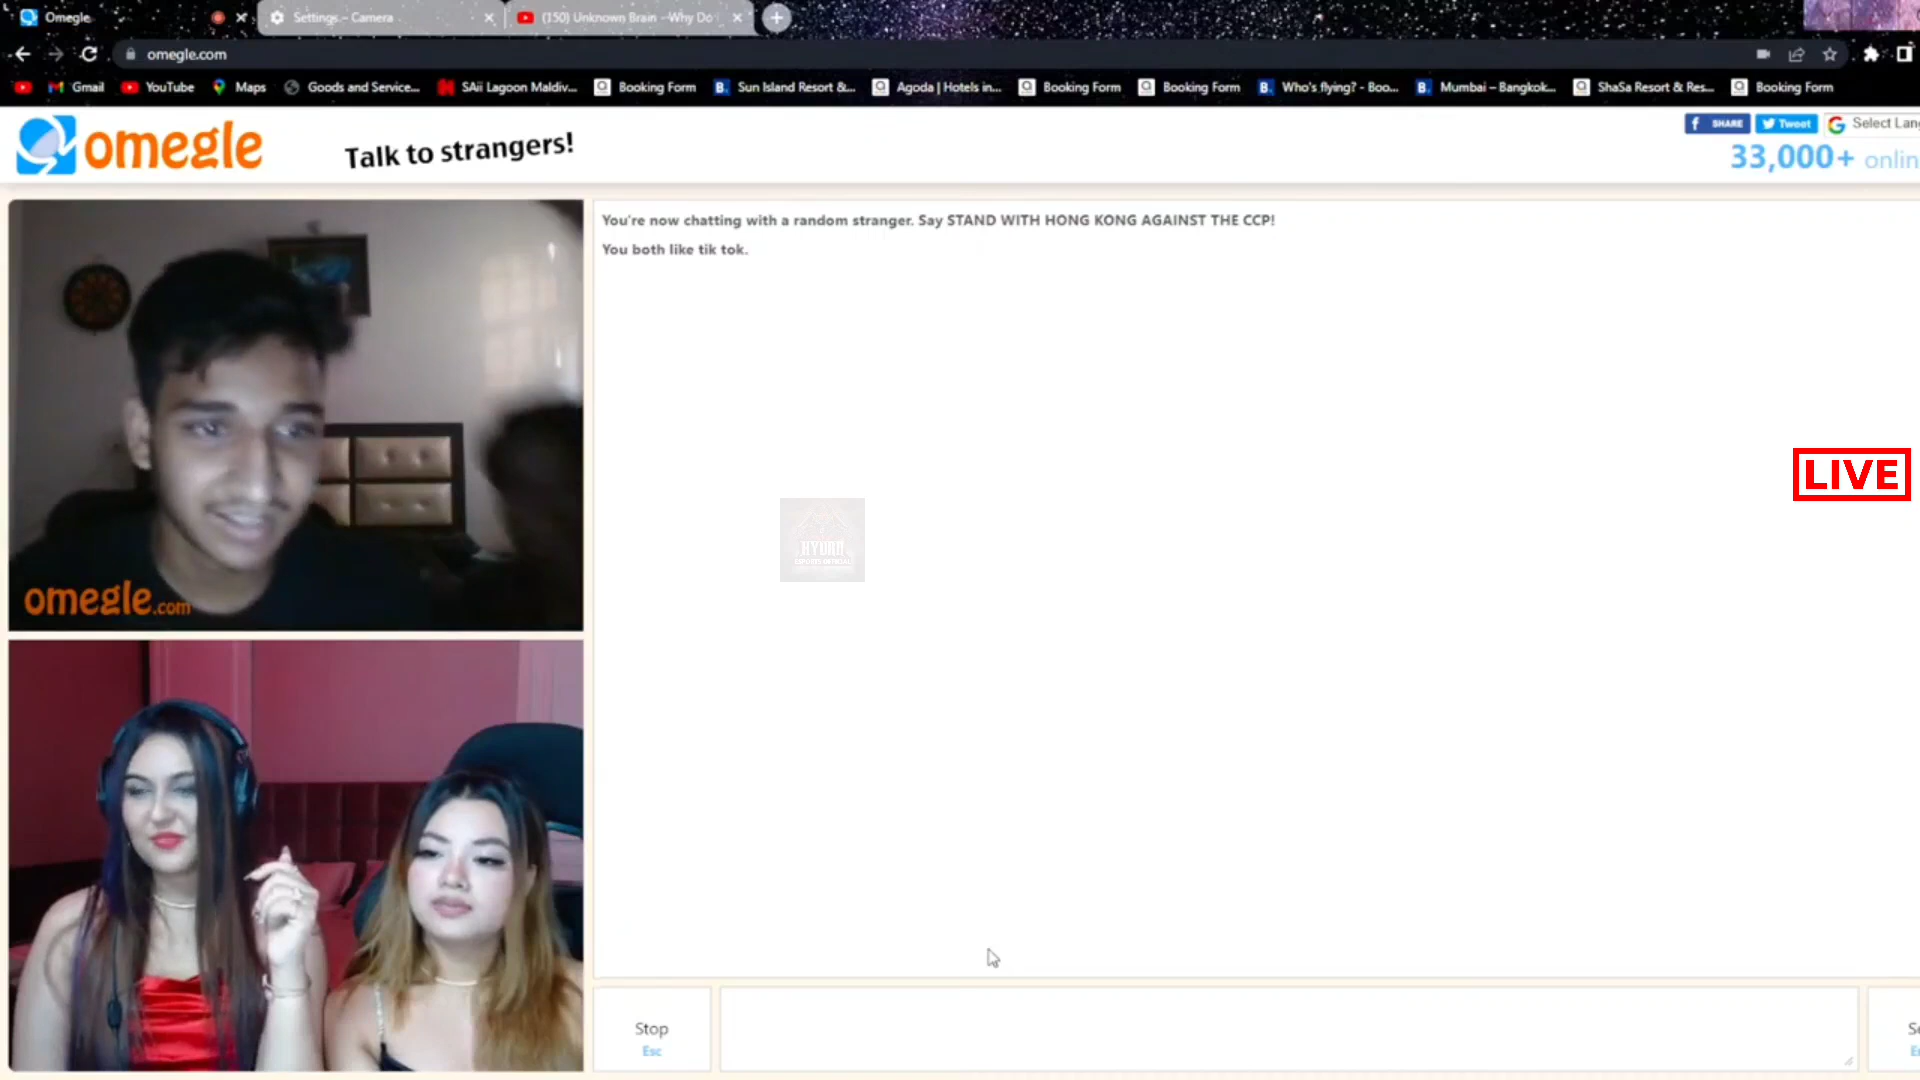 Omegle
Settings - Camera
(150) Unknown Brain - Why Do
omegle.com
Gmail
YouTube
Maps
Goods and Service...
SAii Lagoon Maldiv...
Booking Form
Sun Island Resort &...
Agoda | Hotels in...
Booking Form
Booking Form
Who's flying? - Boo...
Mumbai – Bangkok...
ShaSa Resort & Res...
Booking Form
omegle
Talk to strangers!
SHARE
Tweet
Select Lan
33,000+ onlin
You're now chatting with a random stranger. Say STAND WITH HONG KONG AGAINST THE CCP!
You both like tik tok.
LIVE
HYDRA
omegle.com
Stop
Esc